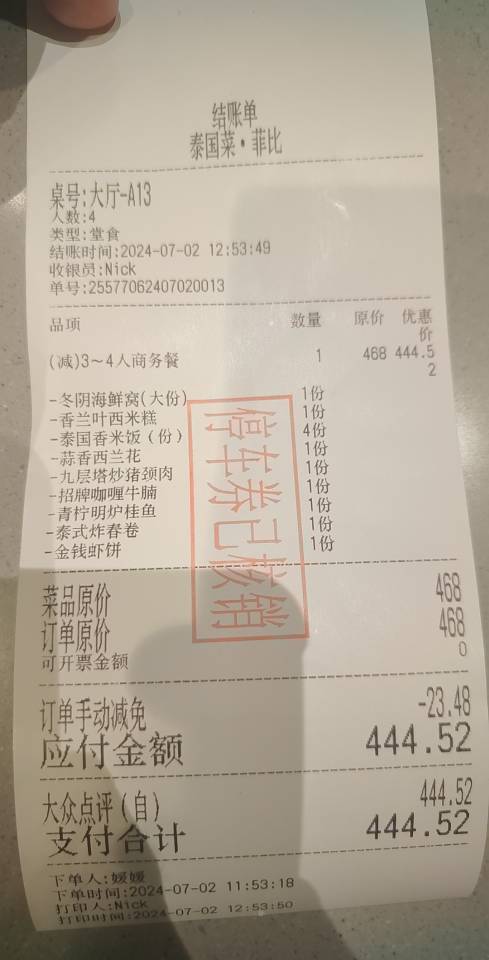 结账单
泰国菜·菲比
桌号:大厅-A13
人数:4
类型:堂食
结账时间:2024-07-02 12:53:49
收银员:Nick
单号:25577062407020013
品项 数量 原价 优惠价
(减)3~4人商务餐 1 468 444.52
-冬阴海鲜窝(大份) 1份
-香兰叶西米糕 1份
-泰国香米饭（份） 4份
-蒜香西兰花 1份
-九层塔炒猪颈肉 1份
-招牌咖喱牛腩 1份
-青柠明炉桂鱼 1份
-泰式炸春卷 1份
-金钱虾饼 1份
停车券已核销
菜品原价 468
订单原价 468
可开票金额 0
订单手动减免 -23.48
应付金额 444.52
大众点评（自） 444.52
支付合计 444.52
下单人:媛媛
下单时间:2024-07-02 11:53:18
打印人:Nick
打印时间:2024-07-02 12:53:50